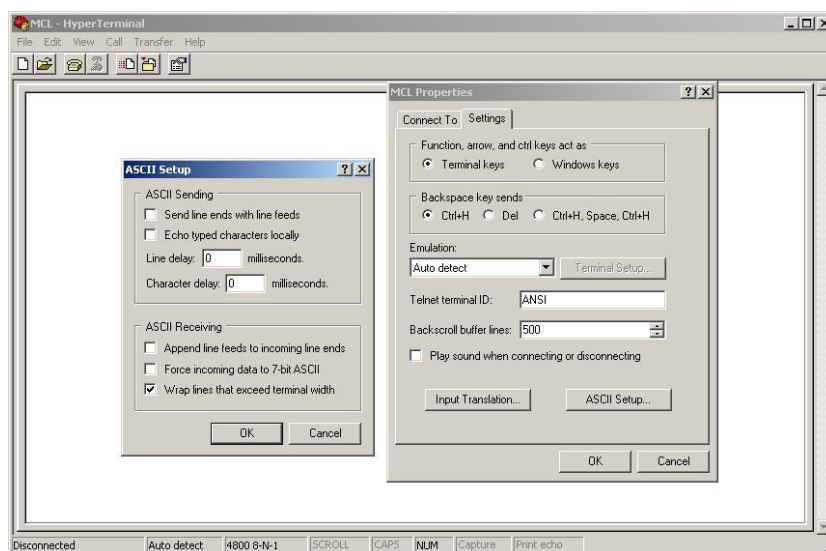 MCL - HyperTerminal
File Edit View Call Transfer Help
MCL Properties
Connect To Settings
Function, arrow, and ctrl keys act as
Terminal keys Windows keys
Backspace key sends
Ctrl+H Del Ctrl+H, Space, Ctrl+H
Emulation:
Auto detect Terminal Setup...
Telnet terminal ID: ANSI
Backscroll buffer lines: 500
Play sound when connecting or disconnecting
Input Translation... ASCII Setup...
OK Cancel
ASCII Setup
ASCII Sending
Send line ends with line feeds
Echo typed characters locally
Line delay: 0 milliseconds.
Character delay: 0 milliseconds.
ASCII Receiving
Append line feeds to incoming line ends
Force incoming data to 7-bit ASCII
Wrap lines that exceed terminal width
OK Cancel
Disconnected Auto detect 4800 8-N-1 SCROLL CAPS NUM Capture Print echo